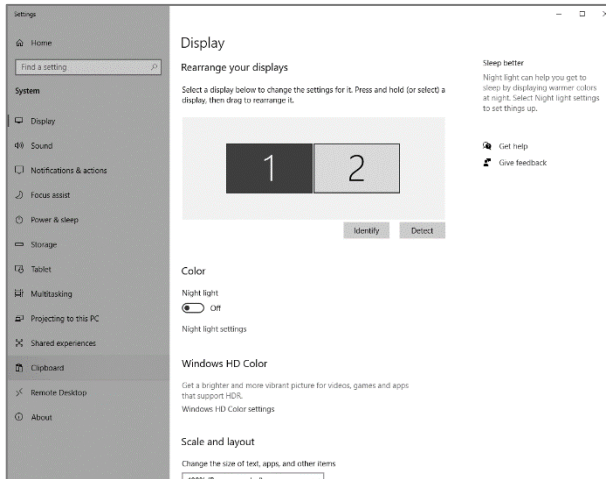 Settings
Home
Find a setting
System
Display
Sound
Notifications & actions
Focus assist
Power & sleep
Storage
Tablet
Multitasking
Projecting to this PC
Shared experiences
Clipboard
Remote Desktop
About
Display
Rearrange your displays
Select a display below to change the settings for it. Press and hold (or select) a
display, then drag to rearrange it.
1 2
Identify Detect
Color
Night light
Off
Night light settings
Windows HD Color
Get a brighter and more vibrant picture for videos, games and apps
that support HDR.
Windows HD Color settings
Scale and layout
Change the size of text, apps, and other items
Sleep better
Night light can help you get to
sleep by displaying warmer colors
at night. Select Night light settings
to set things up.
Get help
Give feedback